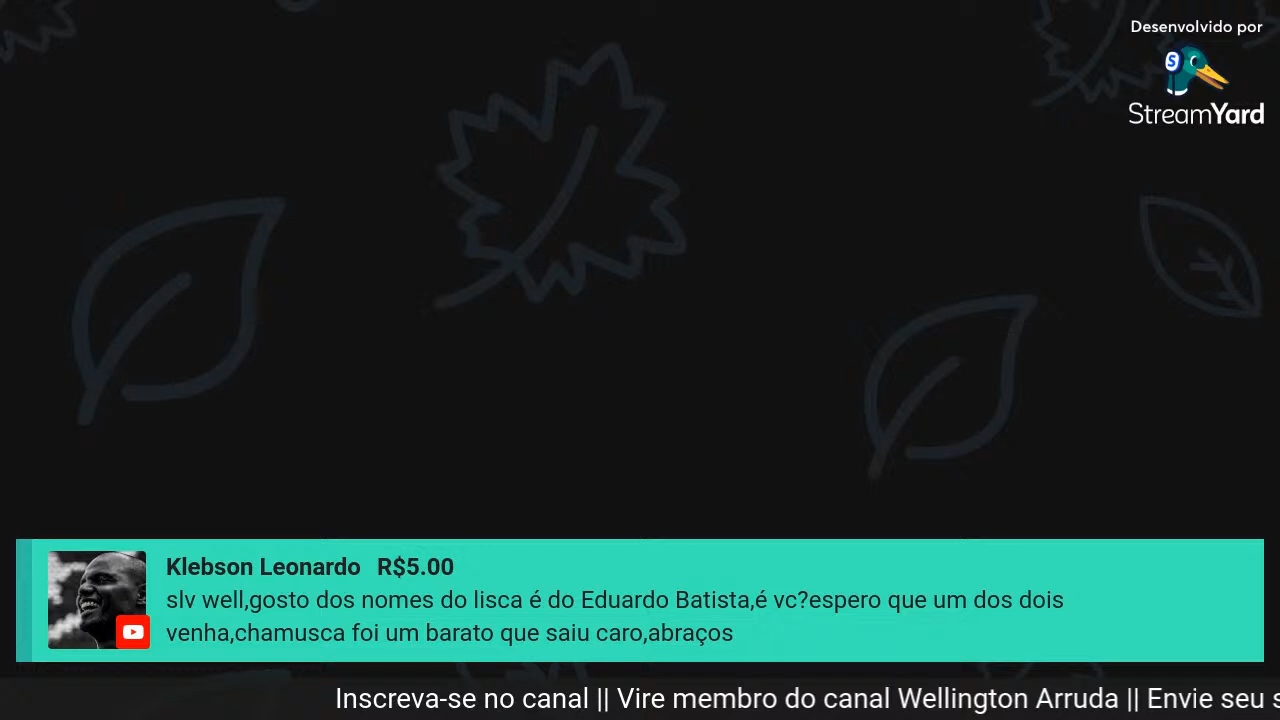 Desenvolvido por
StreamYard
Klebson Leonardo R$5.00
slv well,gosto dos nomes do lisca é do Eduardo Batista,é vc?espero que um dos dois
venha,chamusca foi um barato que saiu caro,abraços
Inscreva-se no canal || Vire membro do canal Wellington Arruda || Envie seu s